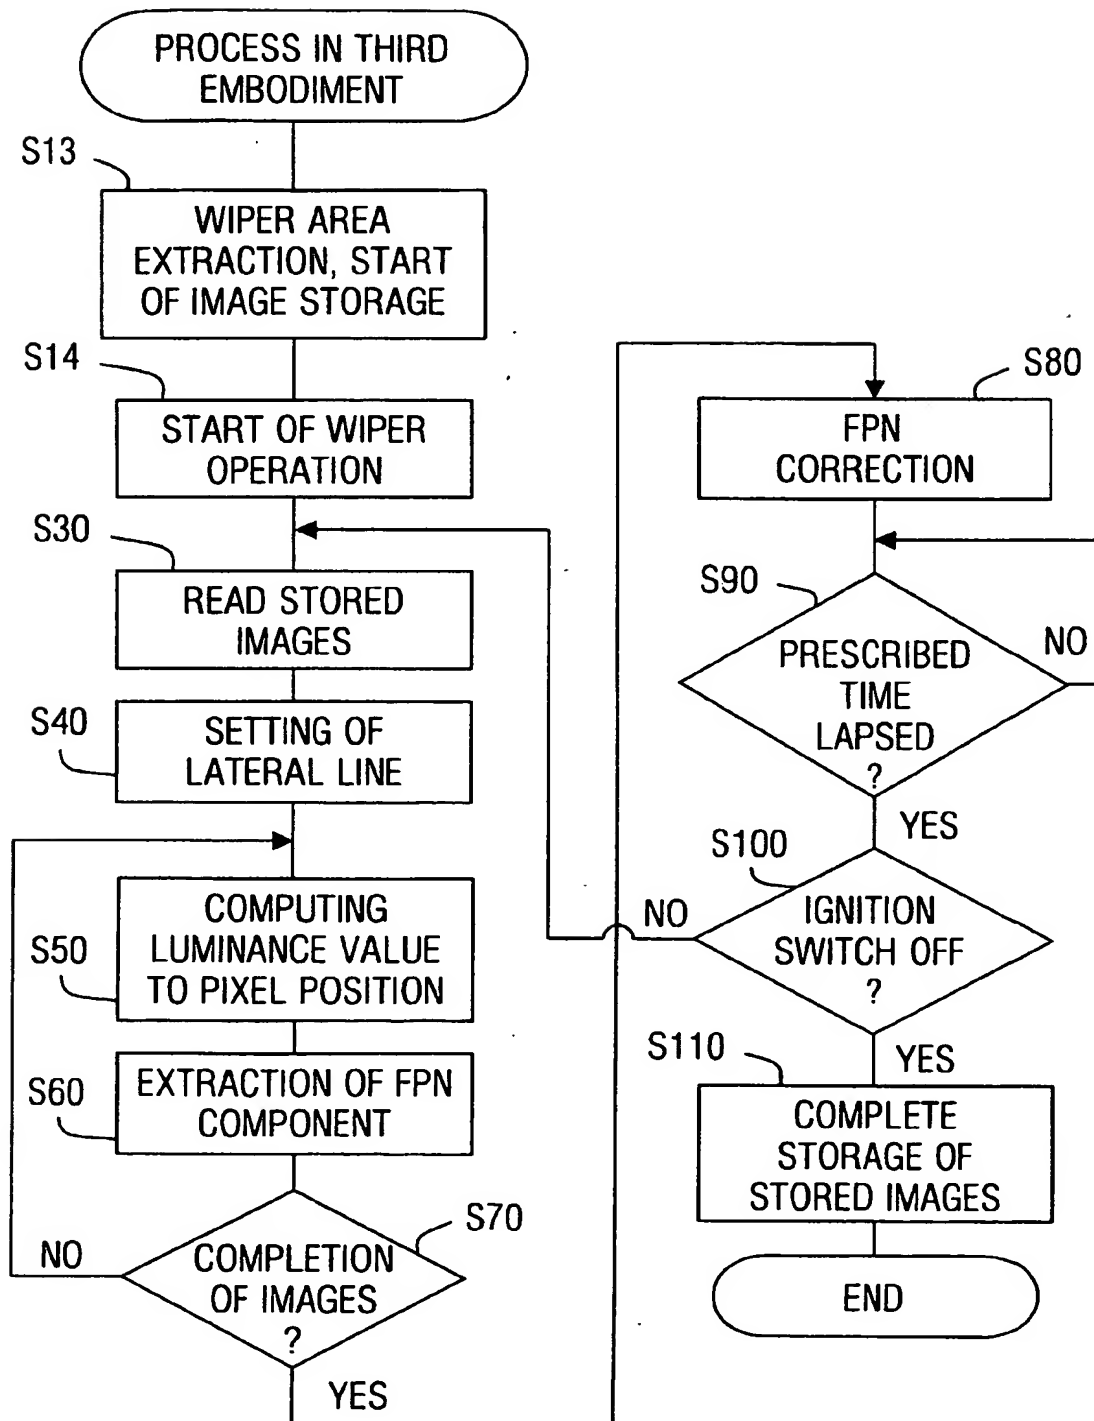 PROCESS IN THIRD
EMBODIMENT
S13
WIPER AREA
EXTRACTION, START
OF IMAGE STORAGE
S14
START OF WIPER
OPERATION
S30
READ STORED
IMAGES
S40
SETTING OF
LATERAL LINE
S50
COMPUTING
LUMINANCE VALUE
TO PIXEL POSITION
S60
EXTRACTION OF FPN
COMPONENT
S70
NO
COMPLETION
OF IMAGES
?
YES
S80
FPN
CORRECTION
S90
NO
PRESCRIBED
TIME
LAPSED
?
YES
S100
NO
IGNITION
SWITCH OFF
?
YES
S110
COMPLETE
STORAGE OF
STORED IMAGES
END